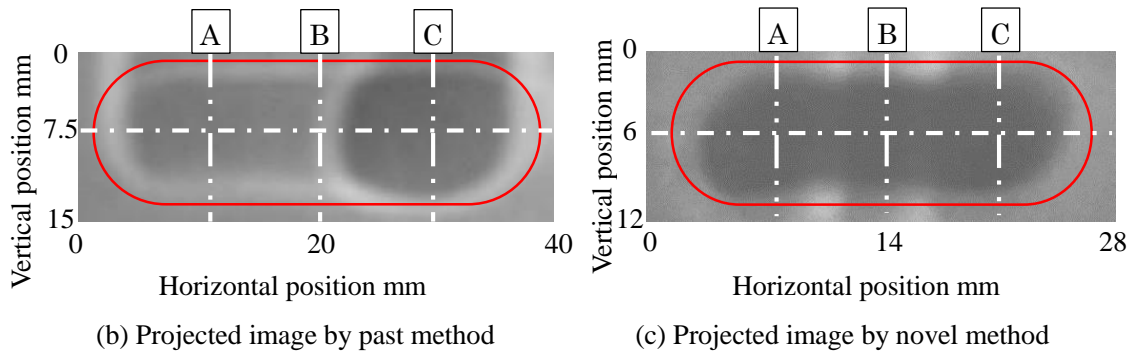 A B C
0
Vertical position mm
7.5
15
0 20 40
Horizontal position mm
(b) Projected image by past method
A B C
0
Vertical position mm
6
12
0 14 28
Horizontal position mm
(c) Projected image by novel method